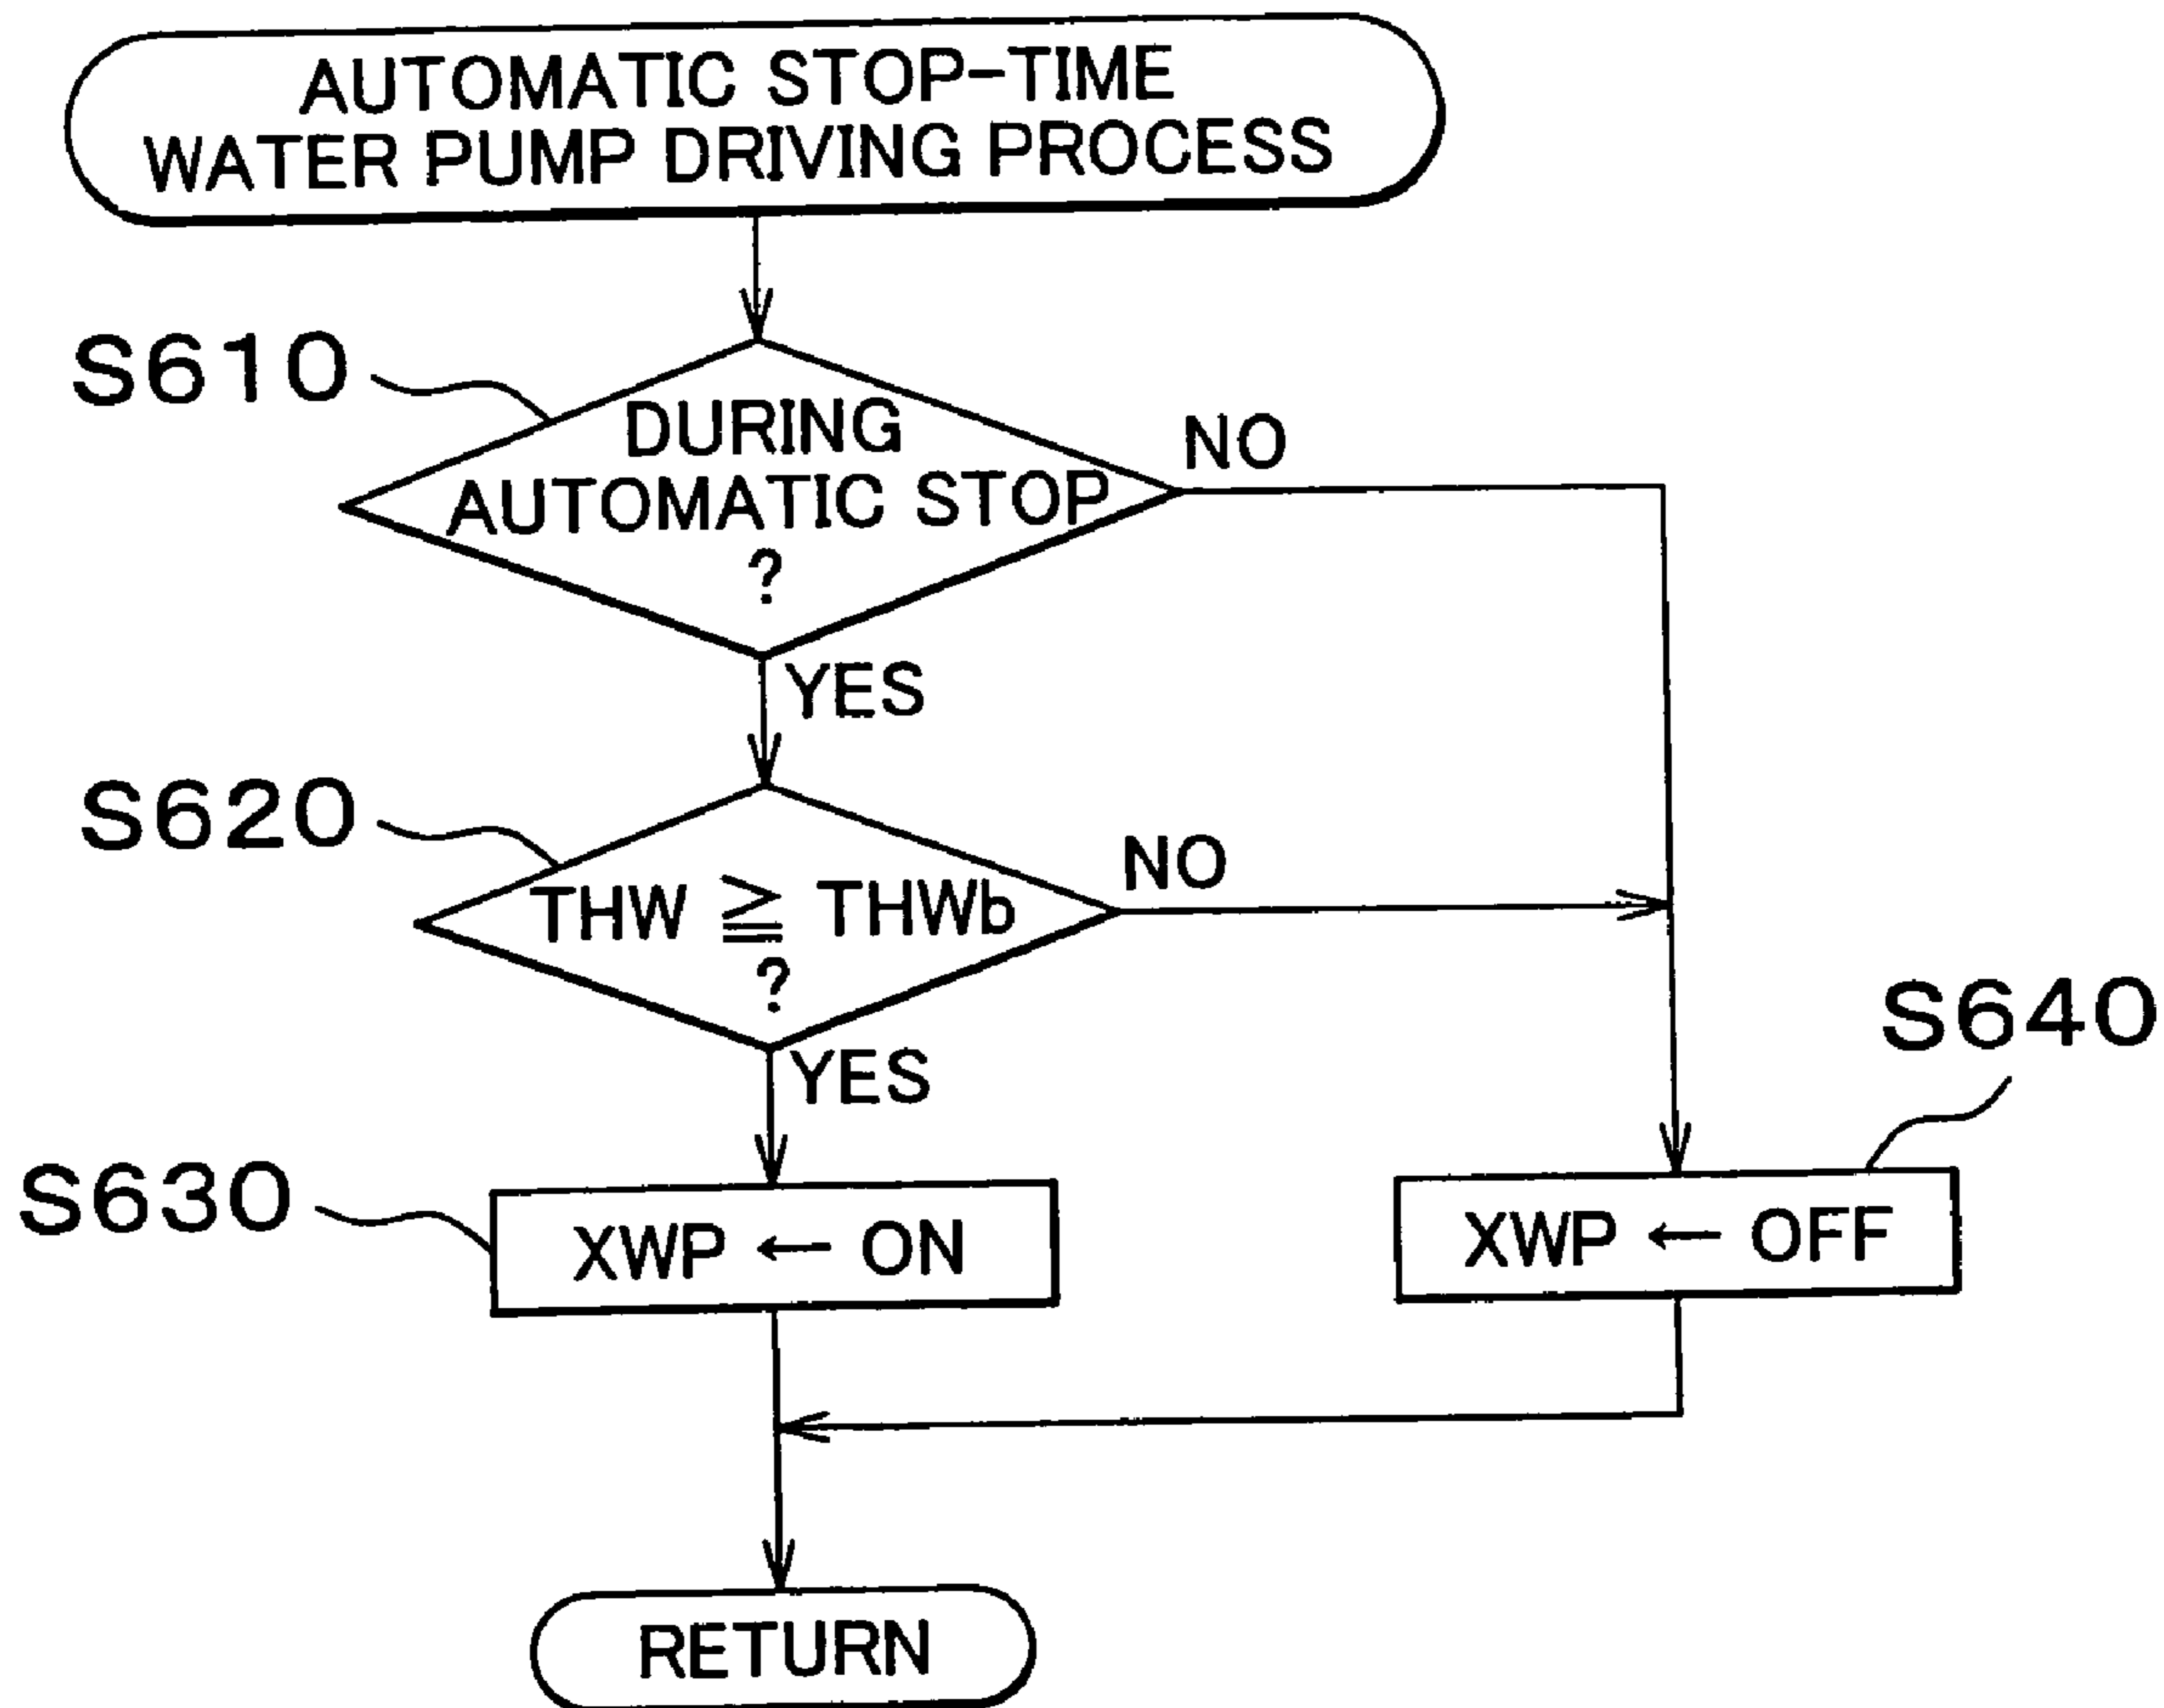 AUTOMATIC STOP-TIME
WATER PUMP DRIVING PROCESS
S610
DURING
AUTOMATIC STOP
?
NO
YES
S620
THW ≧ THWb
?
NO
YES
S630
XWP ← ON
S640
XWP ← OFF
RETURN